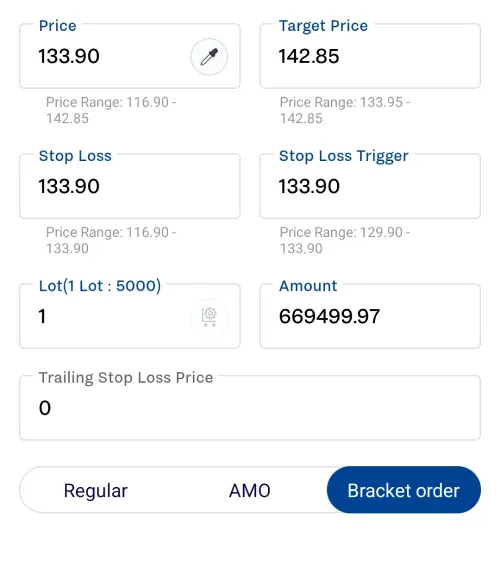 Price
Target Price
133.90
142.85
Price Range: 116.90 -
142.85
Price Range: 133.95 -
142.85
Stop Loss
Stop Loss Trigger
133.90
133.90
Price Range: 116.90 -
133.90
Price Range: 129.90 -
133.90
Lot(1 Lot : 5000)
Amount
1
669499.97
Trailing Stop Loss Price
0
Regular
AMO
Bracket order